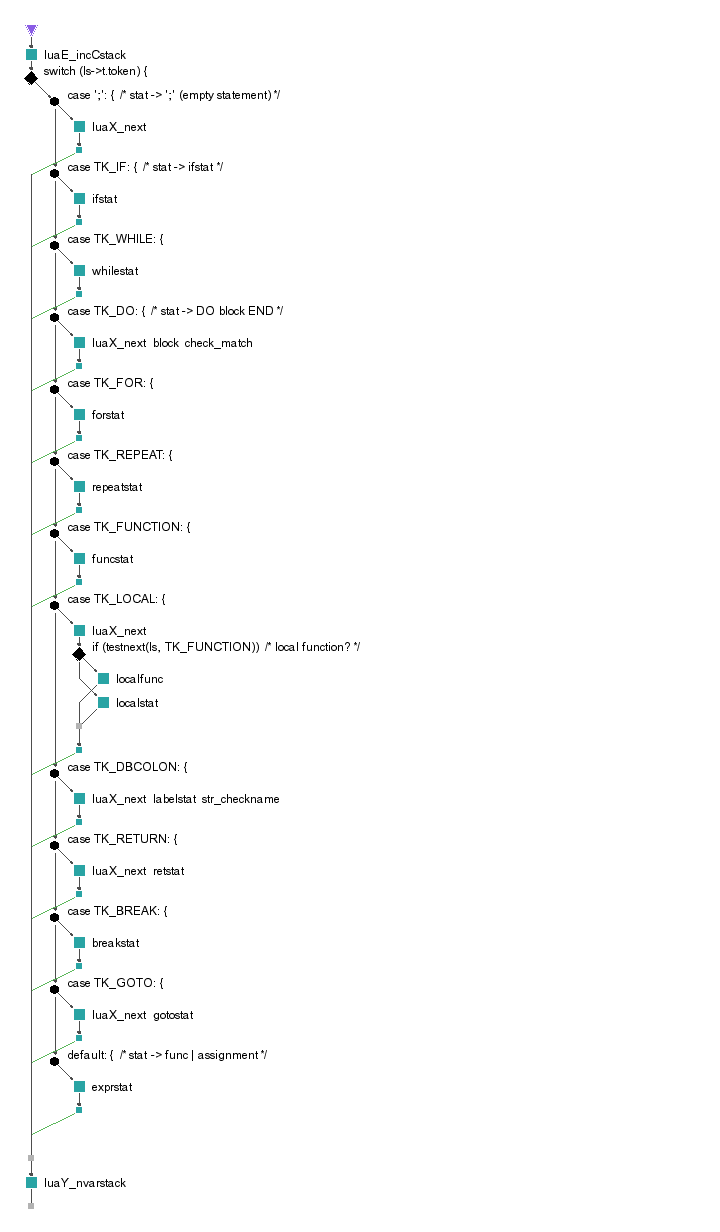 luaE_incCstack
switch (ls->t.token) {
case ';': {  /* stat -> ';' (empty statement) */
luaX_next
case TK_IF: {  /* stat -> ifstat */
ifstat
case TK_WHILE: {
whilestat
case TK_DO: {  /* stat -> DO block END */
luaX_next  block  check_match
case TK_FOR: {
forstat
case TK_REPEAT: {
repeatstat
case TK_FUNCTION: {
funcstat
case TK_LOCAL: {
luaX_next
if (testnext(ls, TK_FUNCTION))  /* local function? */
localfunc
localstat
case TK_DBCOLON: {
luaX_next  labelstat  str_checkname
case TK_RETURN: {
luaX_next  retstat
case TK_BREAK: {
breakstat
case TK_GOTO: {
luaX_next  gotostat
default: {  /* stat -> func | assignment */
exprstat
luaY_nvarstack